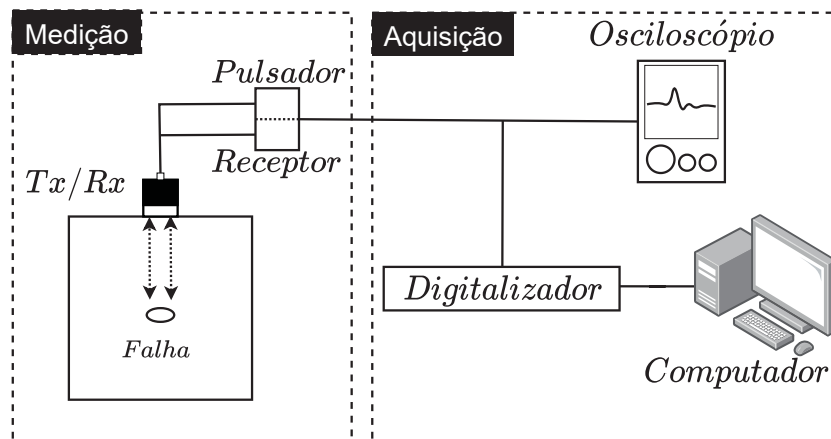 Medição
Pulsador
Receptor
Tx/Rx
Falha
Aquisição
Osciloscópio
Digitalizador
Computador